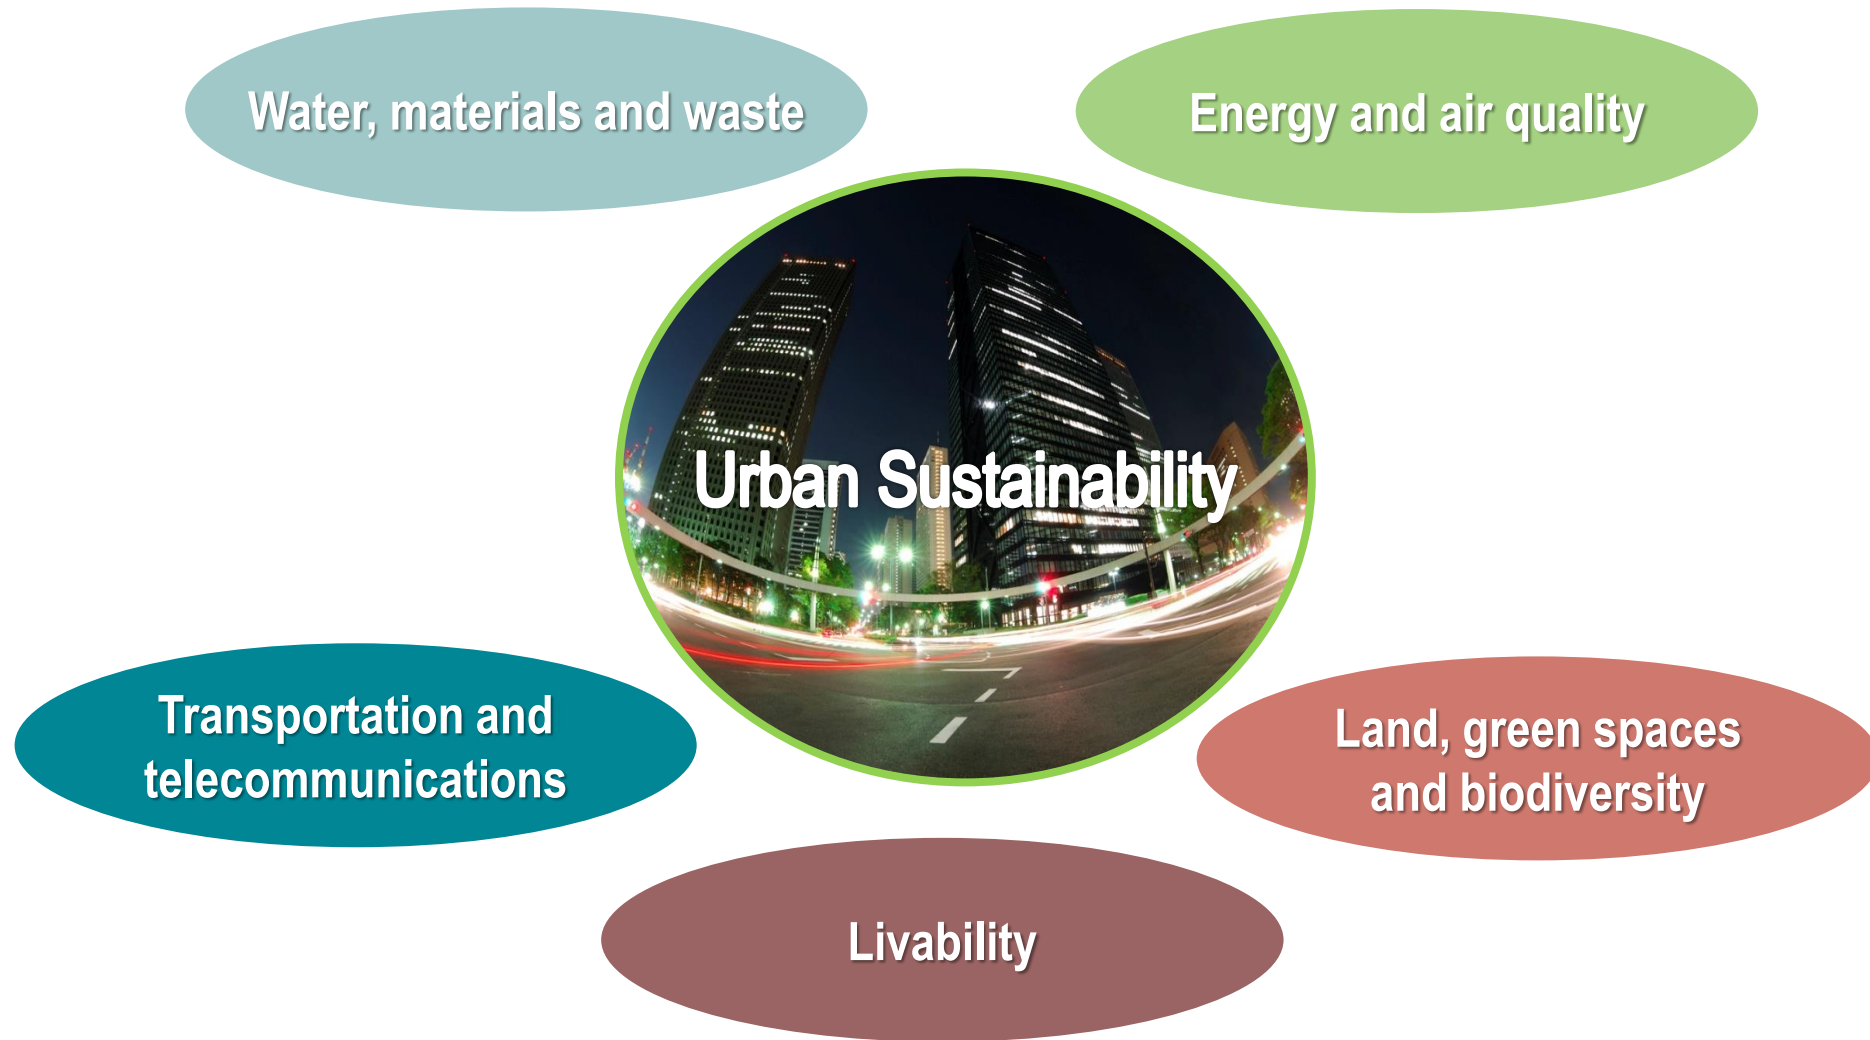 Water, materials and waste
Energy and air quality
Urban Sustainability
Transportation and
telecommunications
Land, green spaces
and biodiversity
Livability